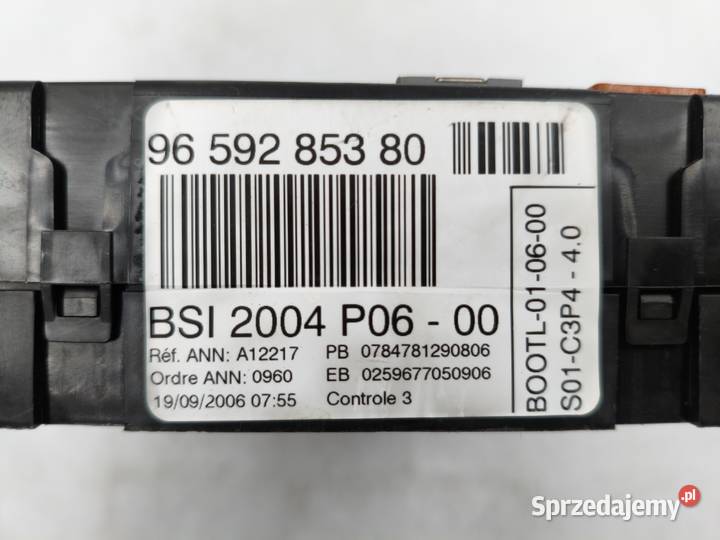 96 592 853 80
BSI 2004 P06 - 00
Réf. ANN: A12217 PB 0784781290806
Ordre ANN: 0960 EB 0259677050906
19/09/2006 07:55 Controle 3
BOOTL-01-06-00
S01-C3P4 - 4.0
Sprzedajemy.pl